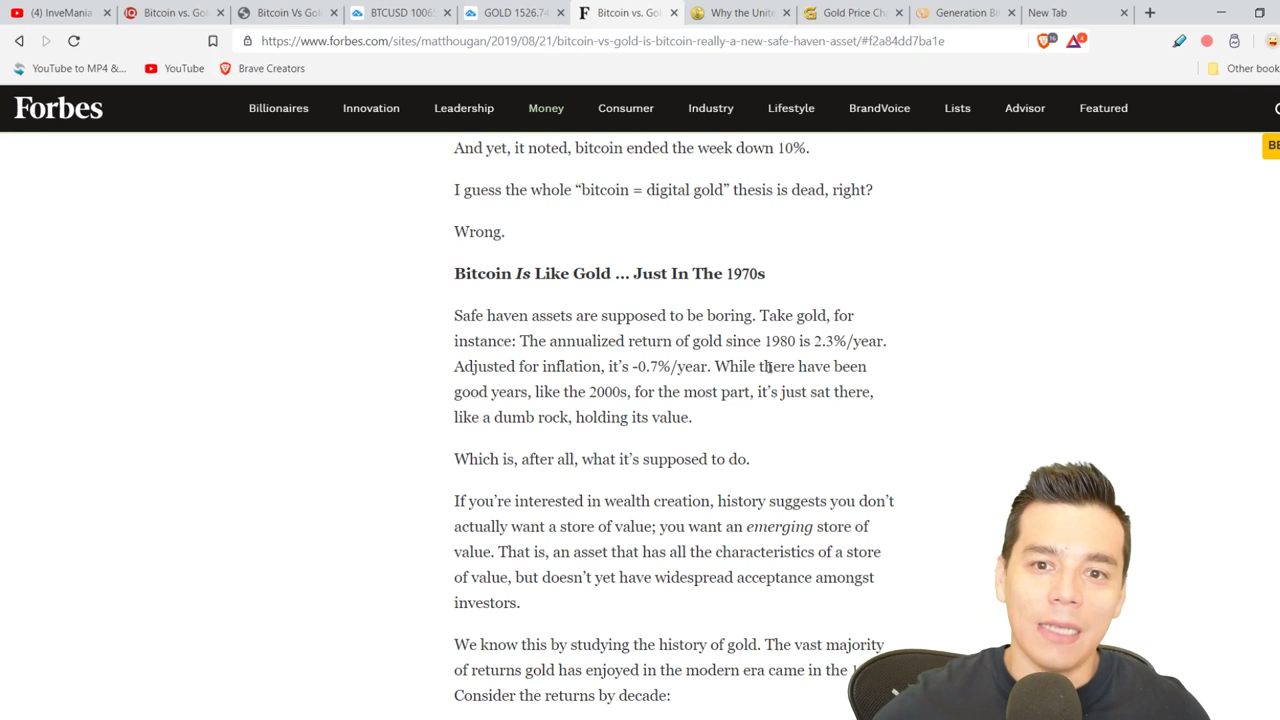 (4) InveMania
Bitcoin vs. Go
Bitcoin Vs Gol
BTCUSD 1006
GOLD 1526.74
Bitcoin vs. Go
Why the Unite
Gold Price Ch
Generation Bi
New Tab
https://www.forbes.com/sites/matthougan/2019/08/21/bitcoin-vs-gold-is-bitcoin-really-a-new-safe-haven-asset/#f2a84dd7ba1e
16
4
YouTube to MP4 &...
YouTube
Brave Creators
Other book
Forbes
Billionaires
Innovation
Leadership
Money
Consumer
Industry
Lifestyle
BrandVoice
Lists
Advisor
Featured
BE
And yet, it noted, bitcoin ended the week down 10%.
I guess the whole “bitcoin = digital gold” thesis is dead, right?
Wrong.
Bitcoin Is Like Gold ... Just In The 1970s
Safe haven assets are supposed to be boring. Take gold, for
instance: The annualized return of gold since 1980 is 2.3%/year.
Adjusted for inflation, it’s -0.7%/year. While there have been
good years, like the 2000s, for the most part, it’s just sat there,
like a dumb rock, holding its value.
Which is, after all, what it’s supposed to do.
If you’re interested in wealth creation, history suggests you don’t
actually want a store of value; you want an emerging store of
value. That is, an asset that has all the characteristics of a store
of value, but doesn’t yet have widespread acceptance amongst
investors.
We know this by studying the history of gold. The vast majority
of returns gold has enjoyed in the modern era came in the
Consider the returns by decade: